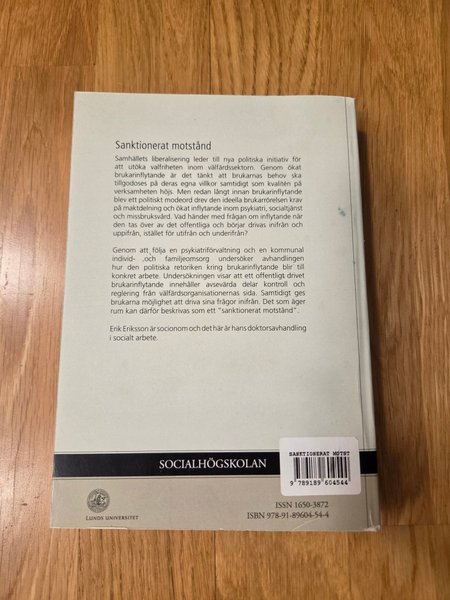 Sanktionerat motstånd
Samhällets liberalisering leder till nya politiska initiativ för
att utöka valfriheten inom välfärdssektorn. Genom ökat
brukarinflytande är det tänkt att brukarnas behov ska
tillgodoses på deras egna villkor samtidigt som kvalitén på
verksamheten höjs. Men redan långt innan brukarinflytande
blev ett politiskt modeord drev den ideella brukarrörelsen krav
på maktdelning och ökat inflytande inom psykiatri, socialtjänst
och missbruksvård. Vad händer med frågan om inflytande när
den tas över av det offentliga och börjar drivas inifrån och
uppifrån, istället för utifrån och underifrån?
Genom att följa en psykiatriförvaltning och en kommunal
individ- .och familjeomsorg undersöker avhandlingen
hur den politiska retoriken kring brukarinflytande blir till
konkret arbete. Undersökningen visar att ett offentligt drivet
brukarinflytande innehåller avsevärda delar kontroll och
reglering från välfärdsorganisationernas sida. Samtidigt ges
brukarna möjlighet att driva sina frågor inifrån. Det som äger
rum kan därför beskrivas som ett "sanktionerat motstånd".
Erik Eriksson är socionom och det här är hans doktorsavhandling
i socialt arbete.
SOCIALHÖGSKOLAN
SANKTIONERAT MOTST
9 789189 604544
LUNDS UNIVERSITET
ISSN 1650-3872
ISBN 978-91-89604-54-4